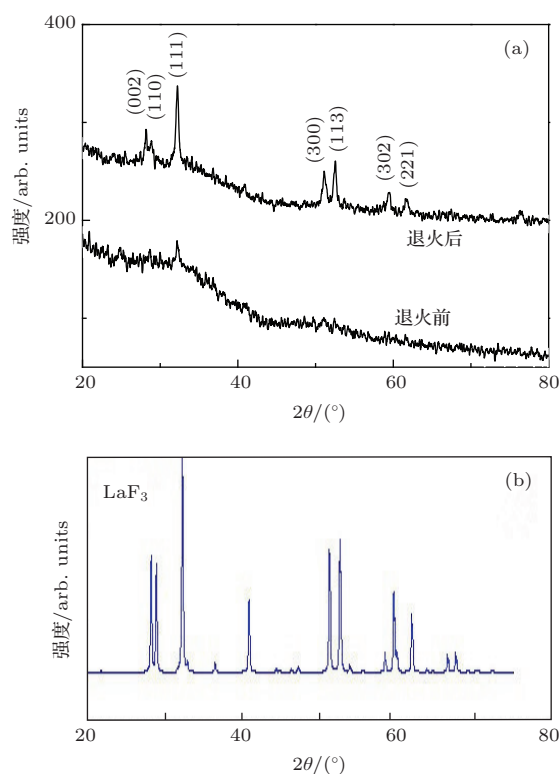 400
(a)
(002)
(110)
(111)
(300)
(113)
(302)
(221)
强度/arb. units
200
退火后
退火前
20
40
60
80
2θ/(°)
(b)
LaF₃
强度/arb. units
20
40
60
80
2θ/(°)